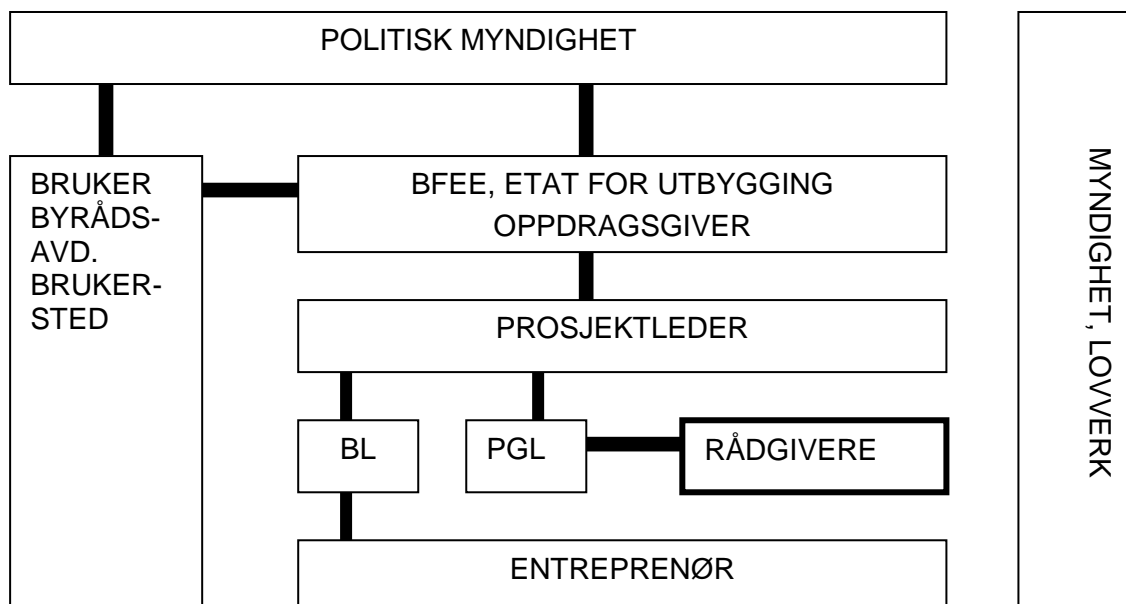 POLITISK MYNDIGHET
BRUKER
BYRÅDS-
AVD.
BRUKER-
STED
BFEE, ETAT FOR UTBYGGING
OPPDRAGSGIVER
PROSJEKTLEDER
BL
PGL
RÅDGIVERE
ENTREPRENØR
MYNDIGHET, LOVVERK